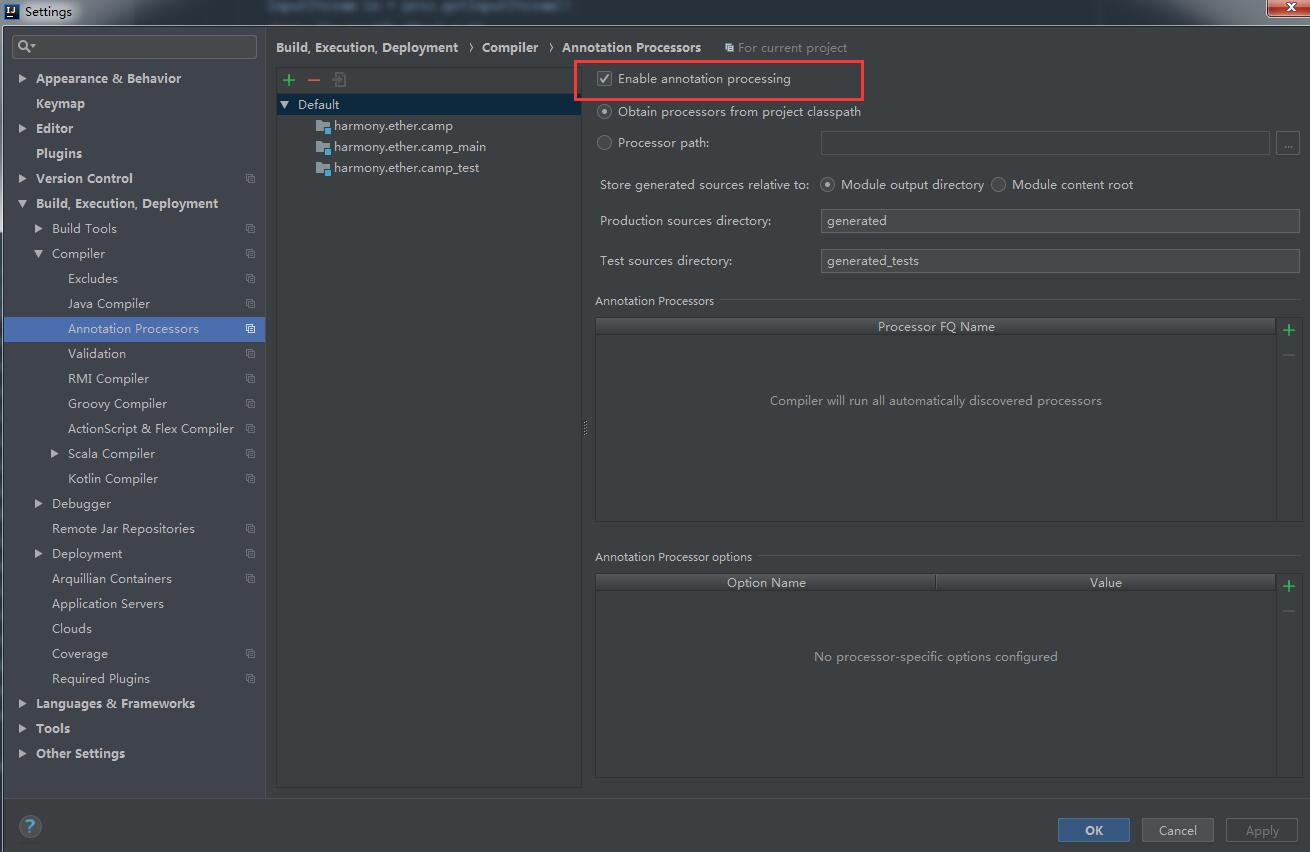 Settings
Build, Execution, Deployment › Compiler › Annotation Processors For current project
Appearance & Behavior
Keymap
Editor
Plugins
Version Control
Build, Execution, Deployment
Build Tools
Compiler
Excludes
Java Compiler
Annotation Processors
Validation
RMI Compiler
Groovy Compiler
ActionScript & Flex Compiler
Scala Compiler
Kotlin Compiler
Debugger
Remote Jar Repositories
Deployment
Arquillian Containers
Application Servers
Clouds
Coverage
Required Plugins
Languages & Frameworks
Tools
Other Settings
Default
harmony.ether.camp
harmony.ether.camp_main
harmony.ether.camp_test
Enable annotation processing
Obtain processors from project classpath
Processor path:
...
Store generated sources relative to: Module output directory Module content root
Production sources directory: generated
Test sources directory: generated_tests
Annotation Processors
Processor FQ Name
Compiler will run all automatically discovered processors
Annotation Processor options
Option Name Value
No processor-specific options configured
?
OK Cancel Apply